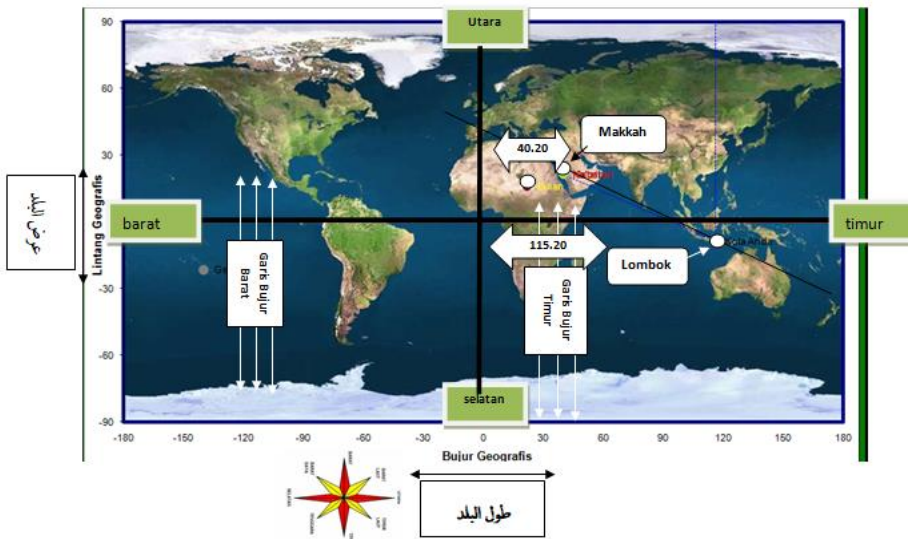 90
Utara
60
Makkah
40.20
30
عرض البلد
Lintang Geografis
barat
0
timur
115.20
Lombok
-30
Garis Bujur
Barat
Garis Bujur
Timur
-60
selatan
-90
-180
-150
-120
-90
-60
-30
0
30
60
90
120
150
180
Bujur Geografis
طول البلد